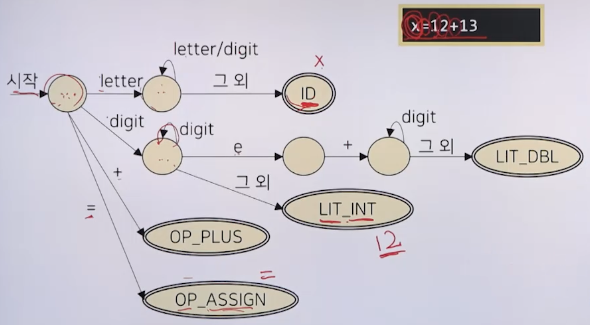 x=12+13
letter/digit
x
시작
letter
그 외
ID
digit
digit
e
+
digit
그 외
LIT_DBL
+
그 외
=
LIT_INT
12
OP_PLUS
=
OP_ASSIGN